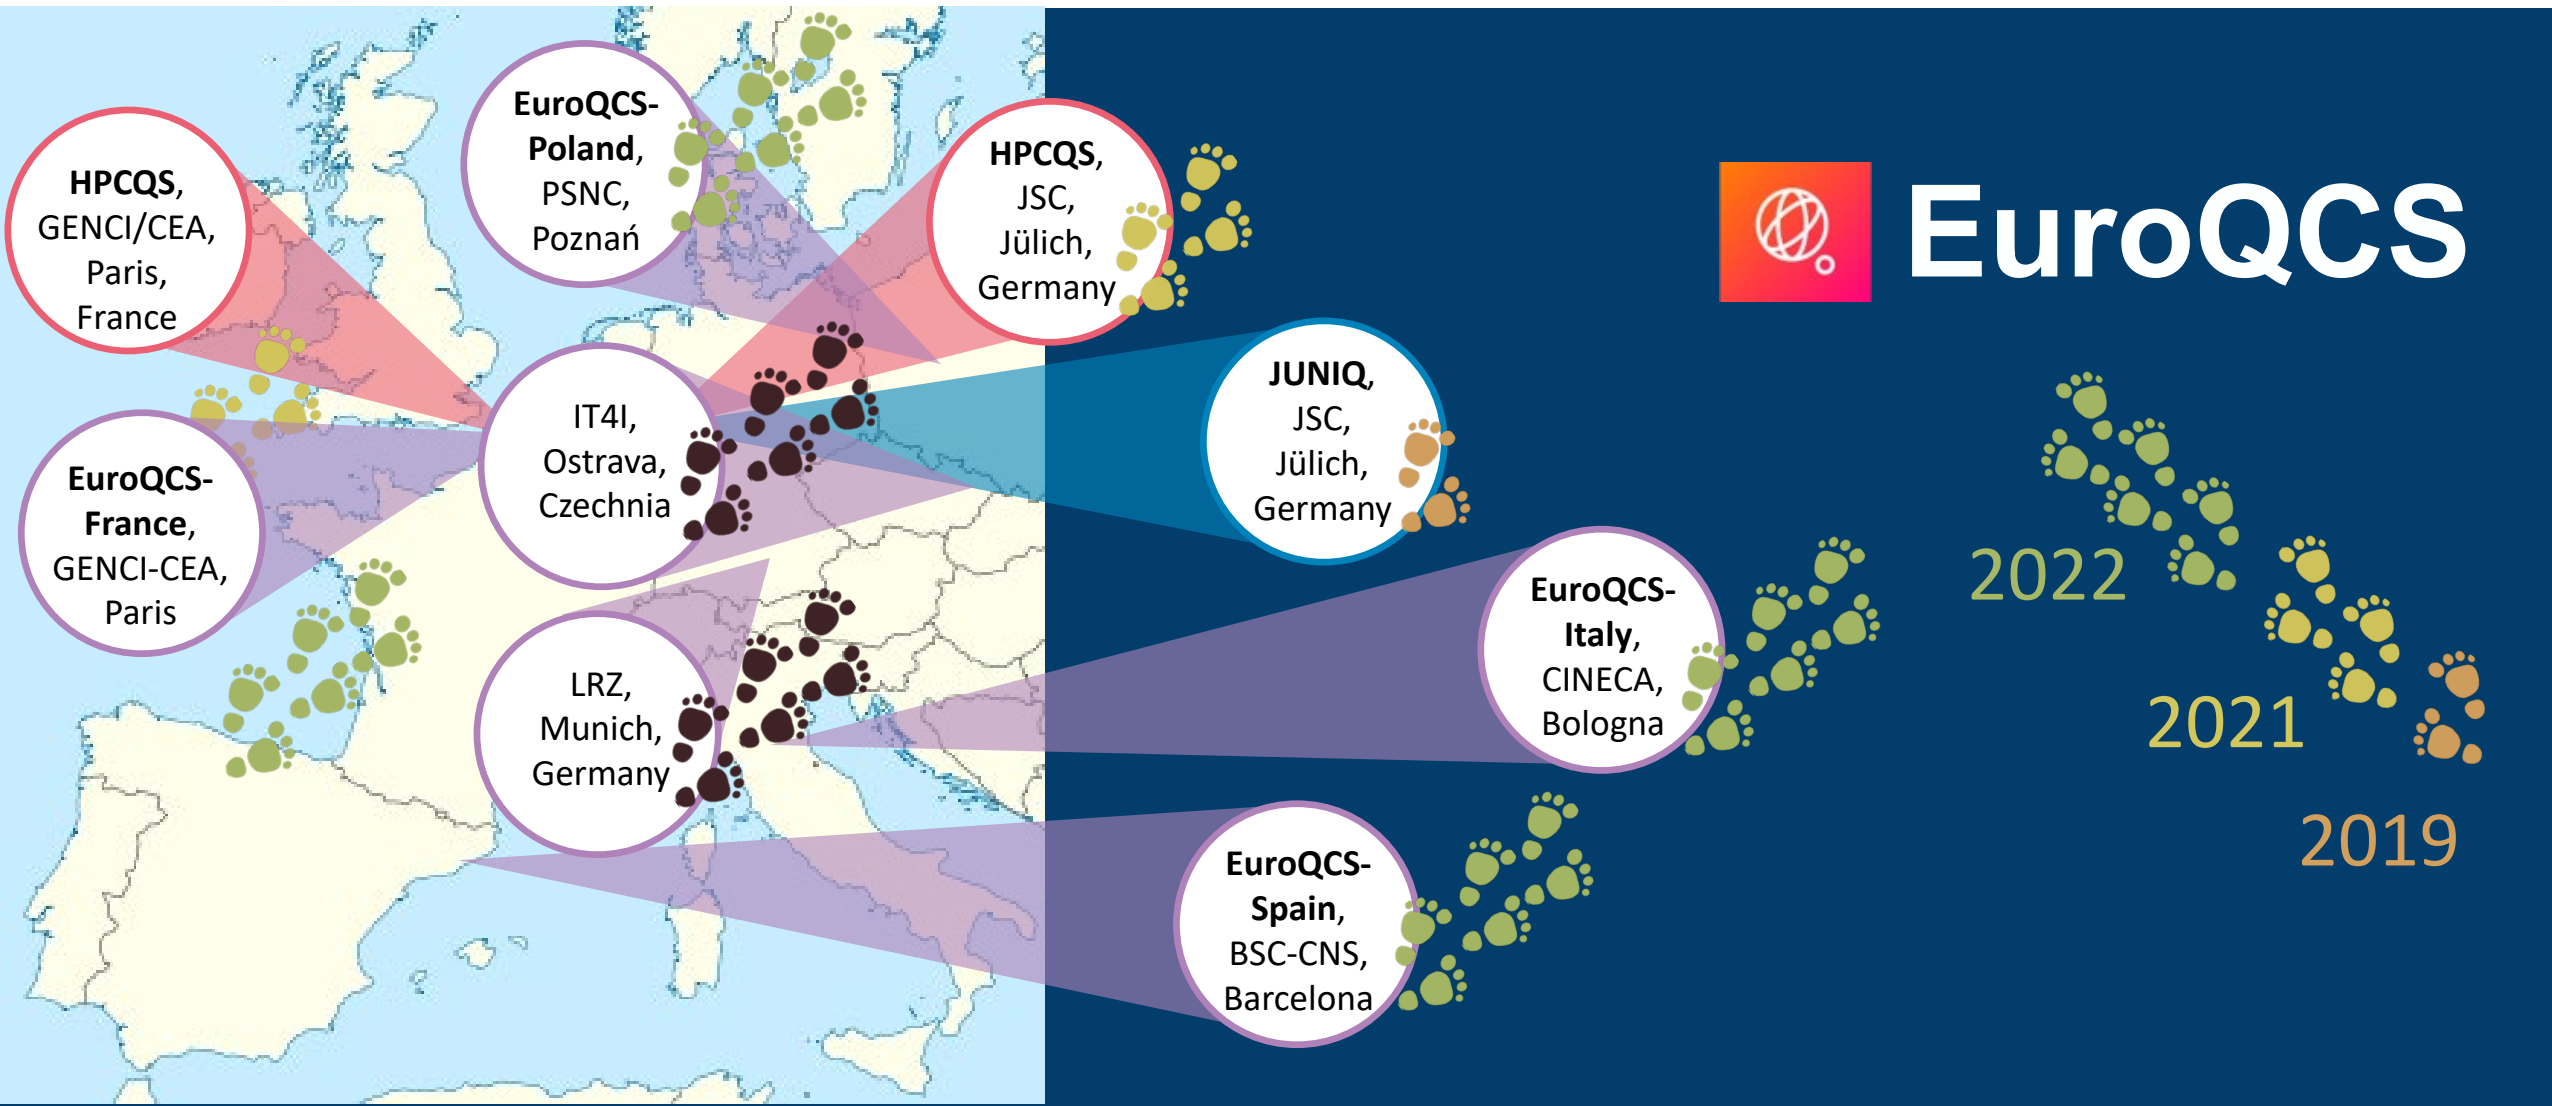 HPCQS,
GENCI/CEA,
Paris,
France
EuroQCS-
Poland,
PSNC,
Poznań
HPCQS,
JSC,
Jülich,
Germany
EuroQCS
JUNIQ,
JSC,
Jülich,
Germany
IT4I,
Ostrava,
Czechnia
EuroQCS-
France,
GENCI-CEA,
Paris
LRZ,
Munich,
Germany
EuroQCS-
Italy,
CINECA,
Bologna
EuroQCS-
Spain,
BSC-CNS,
Barcelona
2022
2021
2019